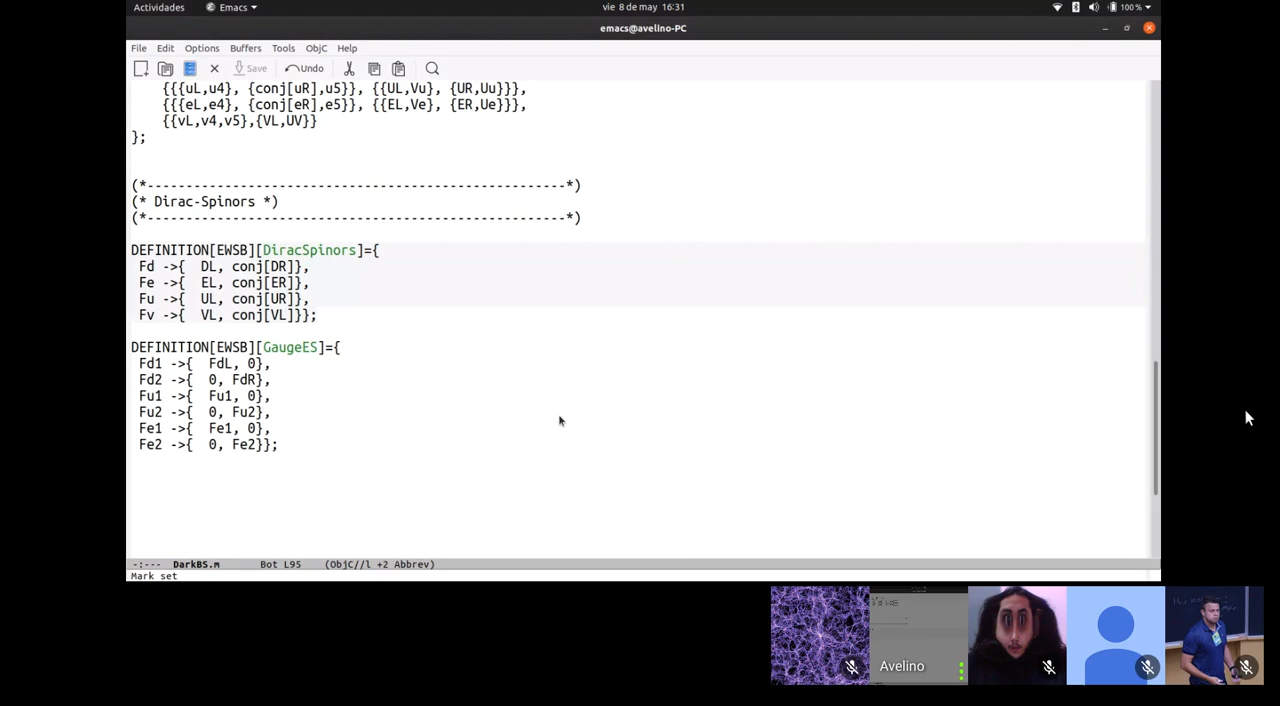 Actividades
Emacs
vie 8 de may 16:31
100 %
emacs@avelino-PC
File Edit Options Buffers Tools ObjC Help
Save Undo
{{{uL,u4}, {conj[uR],u5}}, {{UL,Vu}, {UR,Uu}}},
{{{eL,e4}, {conj[eR],e5}}, {{EL,Ve}, {ER,Ue}}},
{{vL,v4,v5},{VL,UV}}
};
(*------------------------------------------------------*)
(* Dirac-Spinors *)
(*------------------------------------------------------*)
DEFINITION[EWSB][DiracSpinors]={
Fd ->{  DL, conj[DR]},
Fe ->{  EL, conj[ER]},
Fu ->{  UL, conj[UR]},
Fv ->{  VL, conj[VL]}};
DEFINITION[EWSB][GaugeES]={
Fd1 ->{  FdL, 0},
Fd2 ->{  0, FdR},
Fu1 ->{  Fu1, 0},
Fu2 ->{  0, Fu2},
Fe1 ->{  Fe1, 0},
Fe2 ->{  0, Fe2}};
-:--- DarkBS.m Bot L95 (ObjC//l +2 Abbrev)
Mark set
Avelino